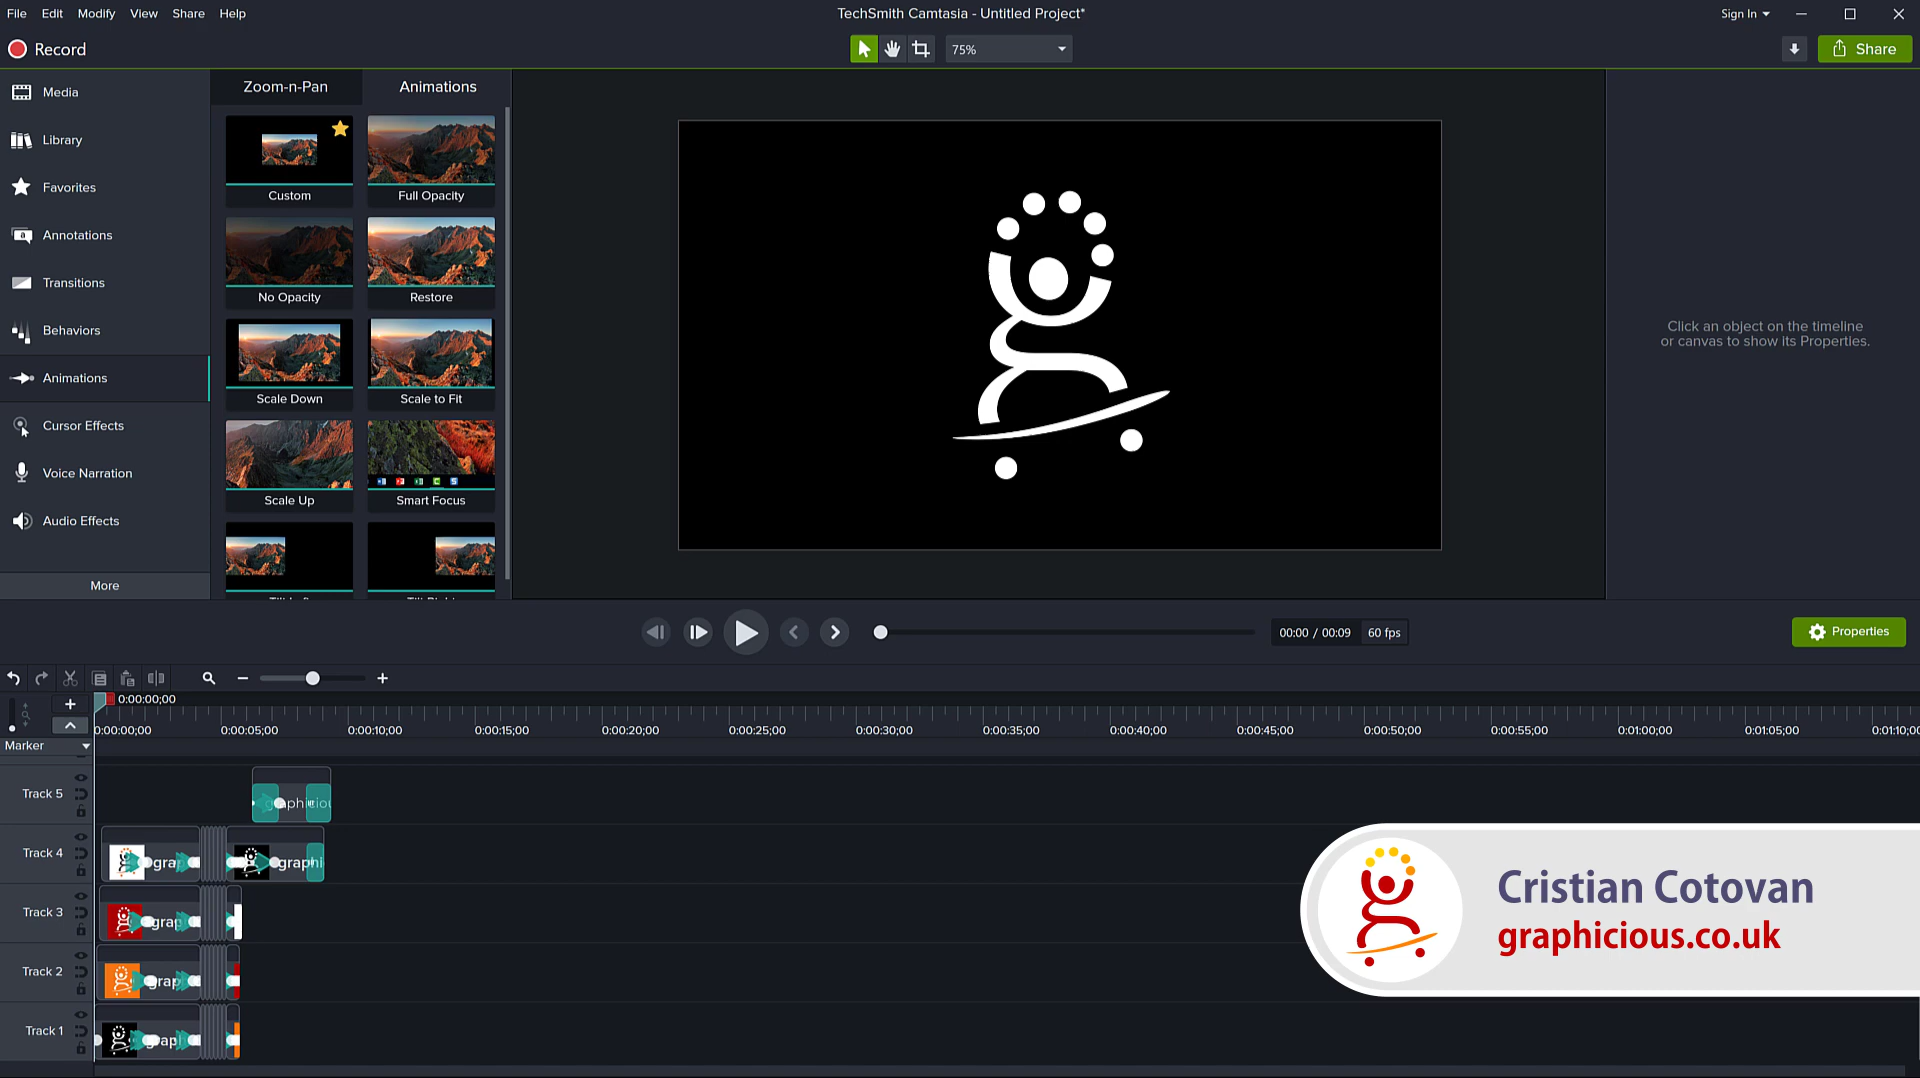 File Edit Modify View Share Help
TechSmith Camtasia - Untitled Project*
Sign In
Record
75%
Share
Media
Library
Favorites
Annotations
Transitions
Behaviors
Animations
Cursor Effects
Voice Narration
Audio Effects
More
Zoom-n-Pan
Animations
Custom
Full Opacity
No Opacity
Restore
Scale Down
Scale to Fit
Scale Up
Smart Focus
Click an object on the timeline
or canvas to show its Properties.
00:00 / 00:09
60 fps
Properties
0:00:00;00
0:00:00;00
0:00:05;00
0:00:10;00
0:00:15;00
0:00:20;00
0:00:25;00
0:00:30;00
0:00:35;00
0:00:40;00
0:00:45;00
0:00:50;00
0:00:55;00
0:01:00;00
0:01:05;00
0:01:10;00
Marker
Track 5
Track 4
Track 3
Track 2
Track 1
Cristian Cotovan
graphicious.co.uk